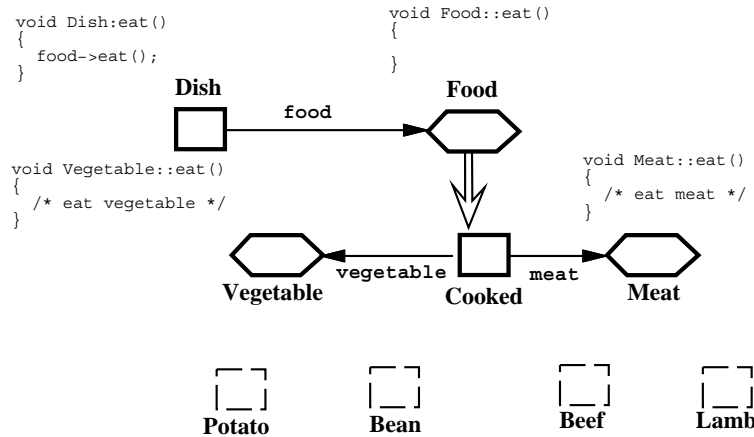 void Dish:eat()
{
food->eat();
}
void Food::eat()
{
}
Dish
Food
food
void Vegetable::eat()
{
/* eat vegetable */
}
void Meat::eat()
{
/* eat meat */
}
vegetable
meat
Vegetable
Cooked
Meat
Potato
Bean
Beef
Lamb